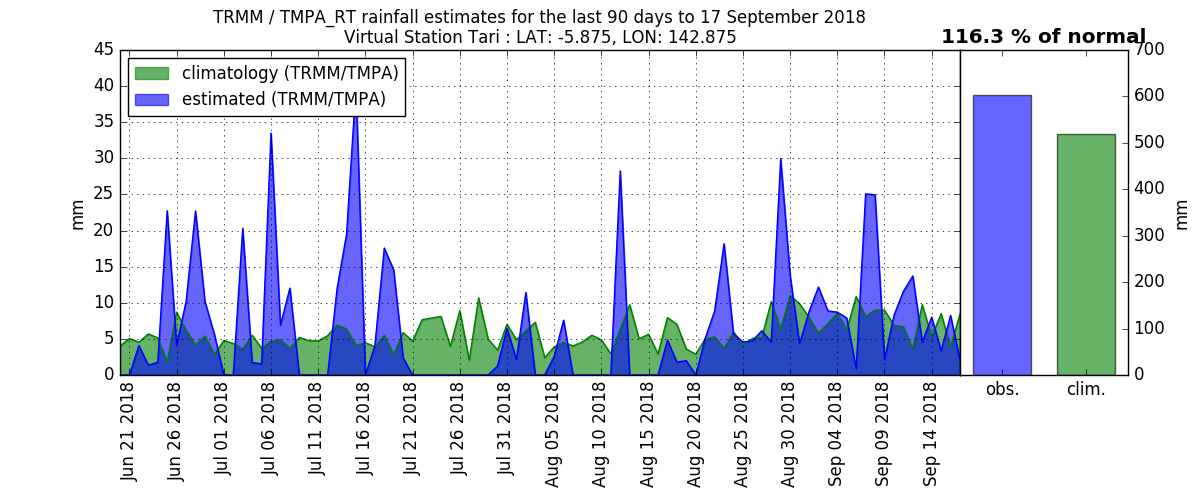 TRMM / TMPA_RT rainfall estimates for the last 90 days to 17 September 2018
Virtual Station Tari : LAT: -5.875, LON: 142.875
116.3 % of normal
climatology (TRMM/TMPA)
estimated (TRMM/TMPA)
mm
45
40
35
30
25
20
15
10
5
0
Jun 21 2018
Jun 26 2018
Jul 01 2018
Jul 06 2018
Jul 11 2018
Jul 16 2018
Jul 21 2018
Jul 26 2018
Jul 31 2018
Aug 05 2018
Aug 10 2018
Aug 15 2018
Aug 20 2018
Aug 25 2018
Aug 30 2018
Sep 04 2018
Sep 09 2018
Sep 14 2018
obs.
clim.
700
600
500
400
300
200
100
0
mm